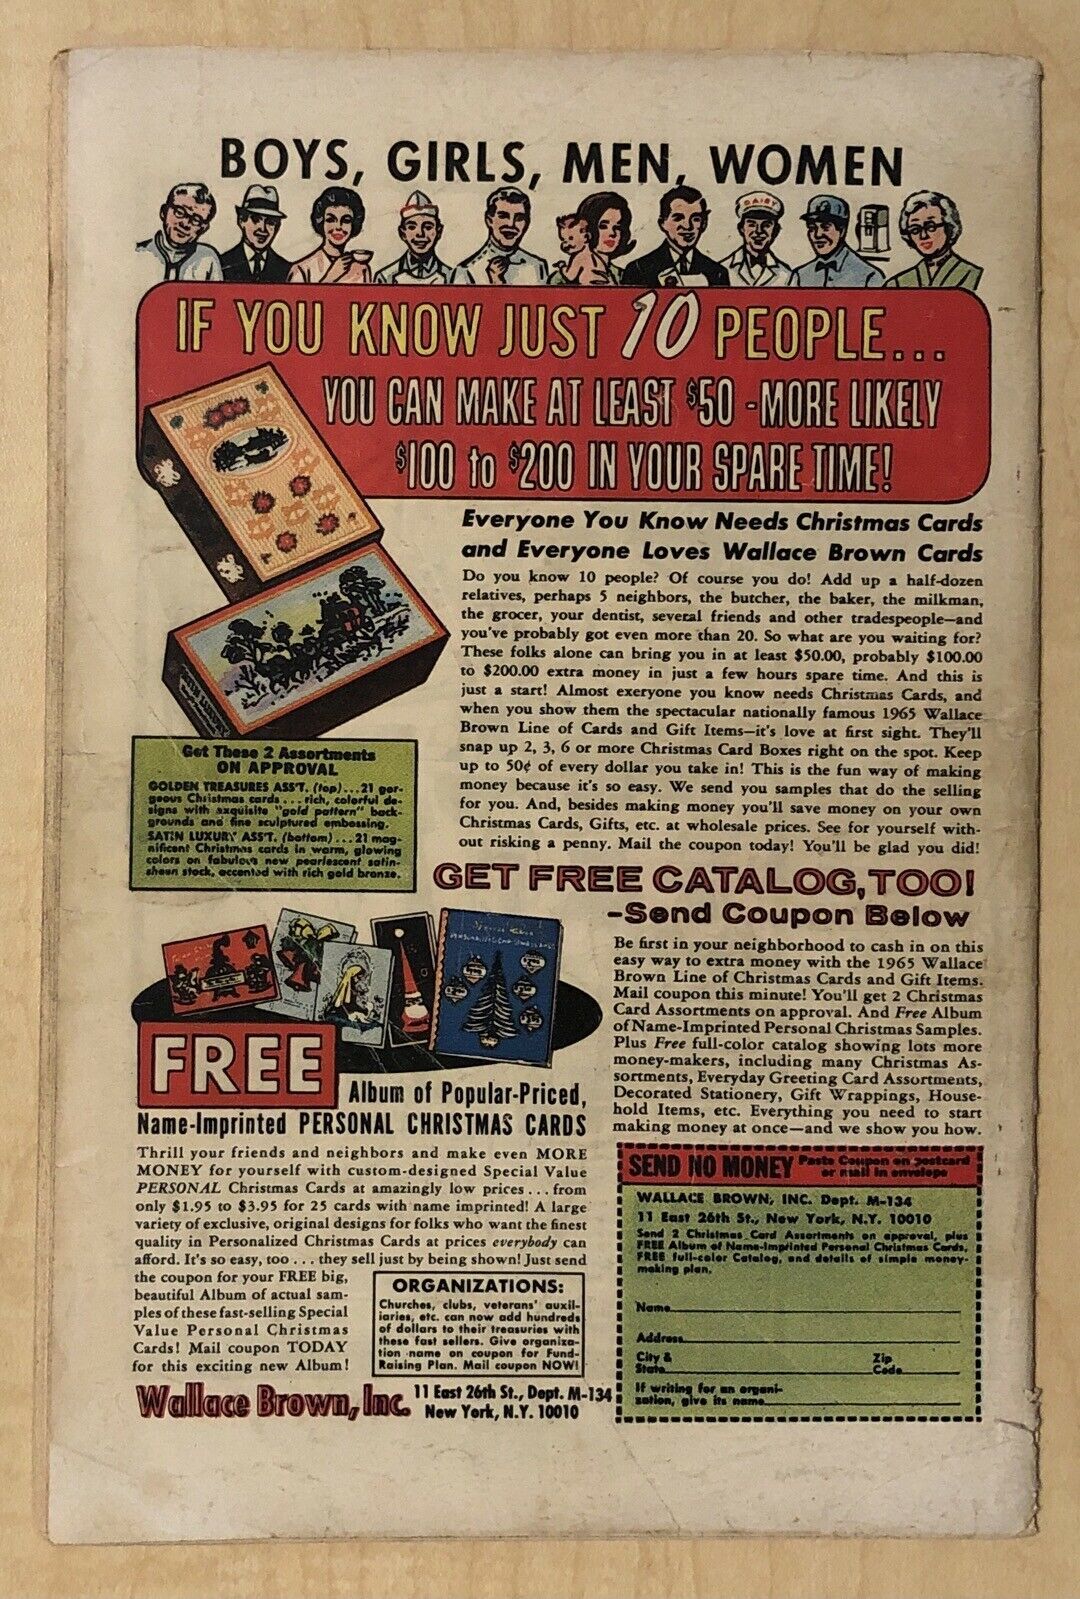 BOYS, GIRLS, MEN, WOMEN
DAIRY
IF YOU KNOW JUST 10 PEOPLE...
YOU CAN MAKE AT LEAST $50 - MORE LIKELY
$100 to $200 IN YOUR SPARE TIME!
Everyone You Know Needs Christmas Cards
and Everyone Loves Wallace Brown Cards
Do you know 10 people? Of course you do! Add up a half-dozen
relatives, perhaps 5 neighbors, the butcher, the baker, the milkman,
the grocer, your dentist, several friends and other tradespeople—and
you've probably got even more than 20. So what are you waiting for?
These folks alone can bring you in at least $50.00, probably $100.00
to $200.00 extra money in just a few hours spare time. And this is
just a start! Almost exeryone you know needs Christmas Cards, and
when you show them the spectacular nationally famous 1965 Wallace
Brown Line of Cards and Gift Items—it's love at first sight. They'll
snap up 2, 3, 6 or more Christmas Card Boxes right on the spot. Keep
up to 50¢ of every dollar you take in! This is the fun way of making
money because it's so easy. We send you samples that do the selling
for you. And, besides making money you'll save money on your own
Christmas Cards, Gifts, etc. at wholesale prices. See for yourself with-
out risking a penny. Mail the coupon today! You'll be glad you did!
SATIN LUXURY
Get These 2 Assortments
ON APPROVAL
GOLDEN TREASURES ASS'T. (top)...21 gor-
geous Christmas cards...rich, colorful de-
signs with exquisite "gold pattern" back-
grounds and fine sculptured embossing.
SATIN LUXURY ASS'T. (bottom)...21 mag-
nificent Christmas cards in warm, glowing
colors on fabulous new pearlescent satin-
sheen stock, accented with rich gold bronze.
GET FREE CATALOG, TOO!
-Send Coupon Below
Be first in your neighborhood to cash in on this
easy way to extra money with the 1965 Wallace
Brown Line of Christmas Cards and Gift Items.
Mail coupon this minute! You'll get 2 Christmas
Card Assortments on approval. And Free Album
of Name-Imprinted Personal Christmas Samples.
Plus Free full-color catalog showing lots more
money-makers, including many Christmas As-
sortments, Everyday Greeting Card Assortments,
Decorated Stationery, Gift Wrappings, House-
hold Items, etc. Everything you need to start
making money at once—and we show you how.
FREE
Album of Popular-Priced,
Name-Imprinted PERSONAL CHRISTMAS CARDS
Thrill your friends and neighbors and make even MORE
MONEY for yourself with custom-designed Special Value
PERSONAL Christmas Cards at amazingly low prices...from
only $1.95 to $3.95 for 25 cards with name imprinted! A large
variety of exclusive, original designs for folks who want the finest
quality in Personalized Christmas Cards at prices everybody can
afford. It's so easy, too ... they sell just by being shown! Just send
the coupon for your FREE big,
beautiful Album of actual sam-
ples of these fast-selling Special
Value Personal Christmas
Cards! Mail coupon TODAY
for this exciting new Album!
ORGANIZATIONS:
Churches, clubs, veterans' auxil-
iaries, etc. can now add hundreds
of dollars to their treasuries with
these fast sellers. Give organiza-
tion name on coupon for Fund-
Raising Plan. Mail coupon NOW!
Wallace Brown, Inc. 11 East 26th St., Dept. M-134
New York, N.Y. 10010
SEND NO MONEY Paste Coupon on postcard
or mail in envelope
WALLACE BROWN, INC. Dept. M-134
11 East 26th St., New York, N.Y. 10010
Send 2 Christmas Card Assortments on approval, plus
FREE Album of Name-Imprinted Personal Christmas Cards,
FREE full-color Catalog, and details of simple money-
making plan.
Name
Address
City &
State
Zip
Code
If writing for an organi-
zation, give its name